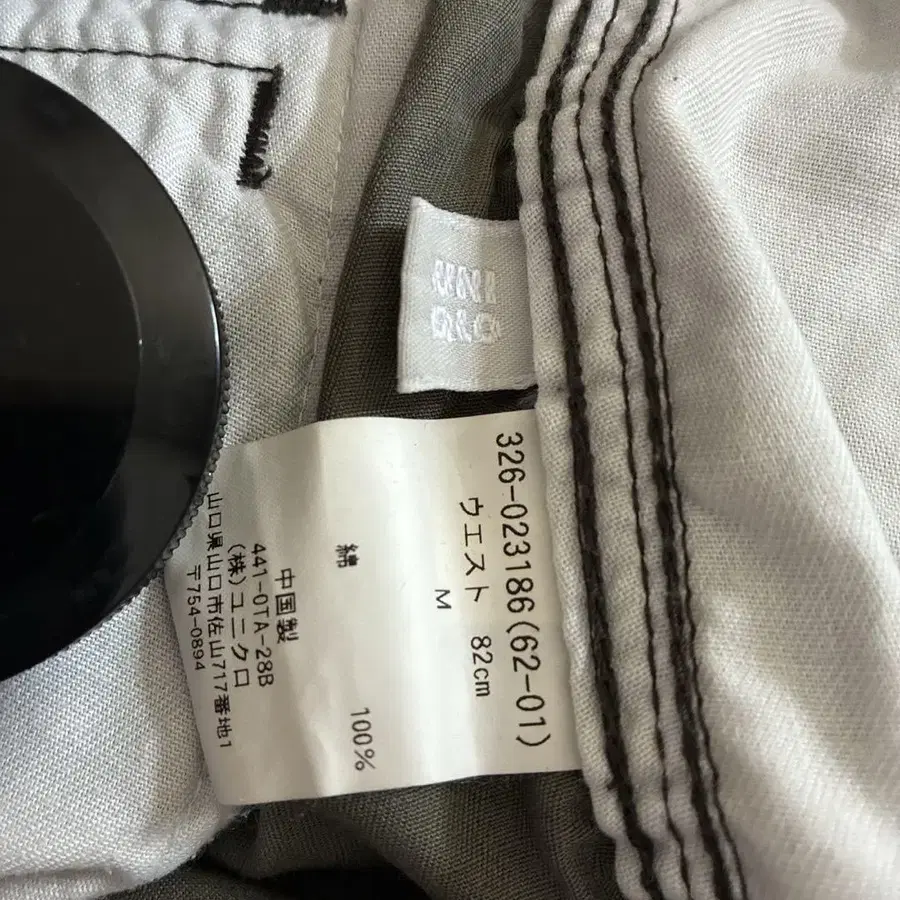 UNI
QLO
326-023186(62-01)
ウエスト 82cm
M
綿 100%
中国製
441-0TA-28B
(株)ユニクロ
山口県山口市佐山717番地1
〒754-0894